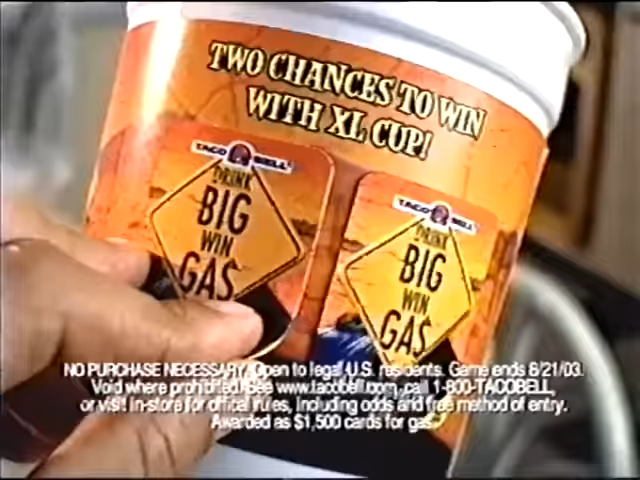 TWO CHANCES TO WIN
WITH XL CUP!
TACO BELL
DRINK
BIG
WIN
GAS
TACO BELL
DRINK
BIG
WIN
GAS
NO PURCHASE NECESSARY. Open to legal U.S. residents. Game ends 8/21/03.
Void where prohibited. See www.tacobell.com, call 1-800-TACOBELL,
or visit in-store for official rules, including odds and free method of entry.
Awarded as $1,500 cards for gas.